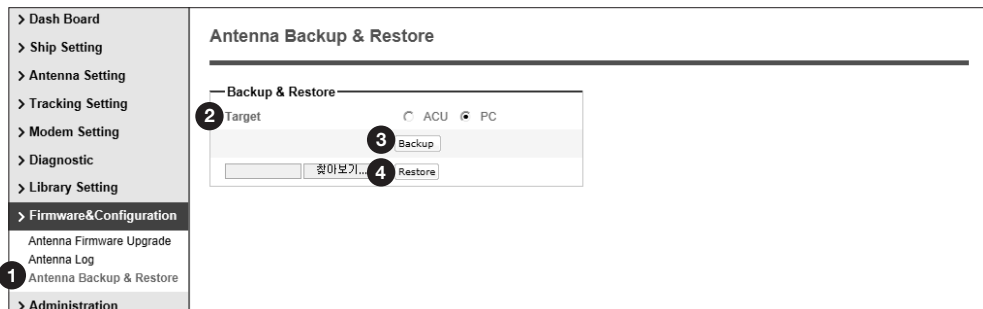 > Dash Board
> Ship Setting
> Antenna Setting
> Tracking Setting
> Modem Setting
> Diagnostic
> Library Setting
> Firmware&Configuration
Antenna Firmware Upgrade
Antenna Log
1 Antenna Backup & Restore
> Administration
Antenna Backup & Restore
Backup & Restore
2 Target ACU PC
3 Backup
찾아보기... 4 Restore